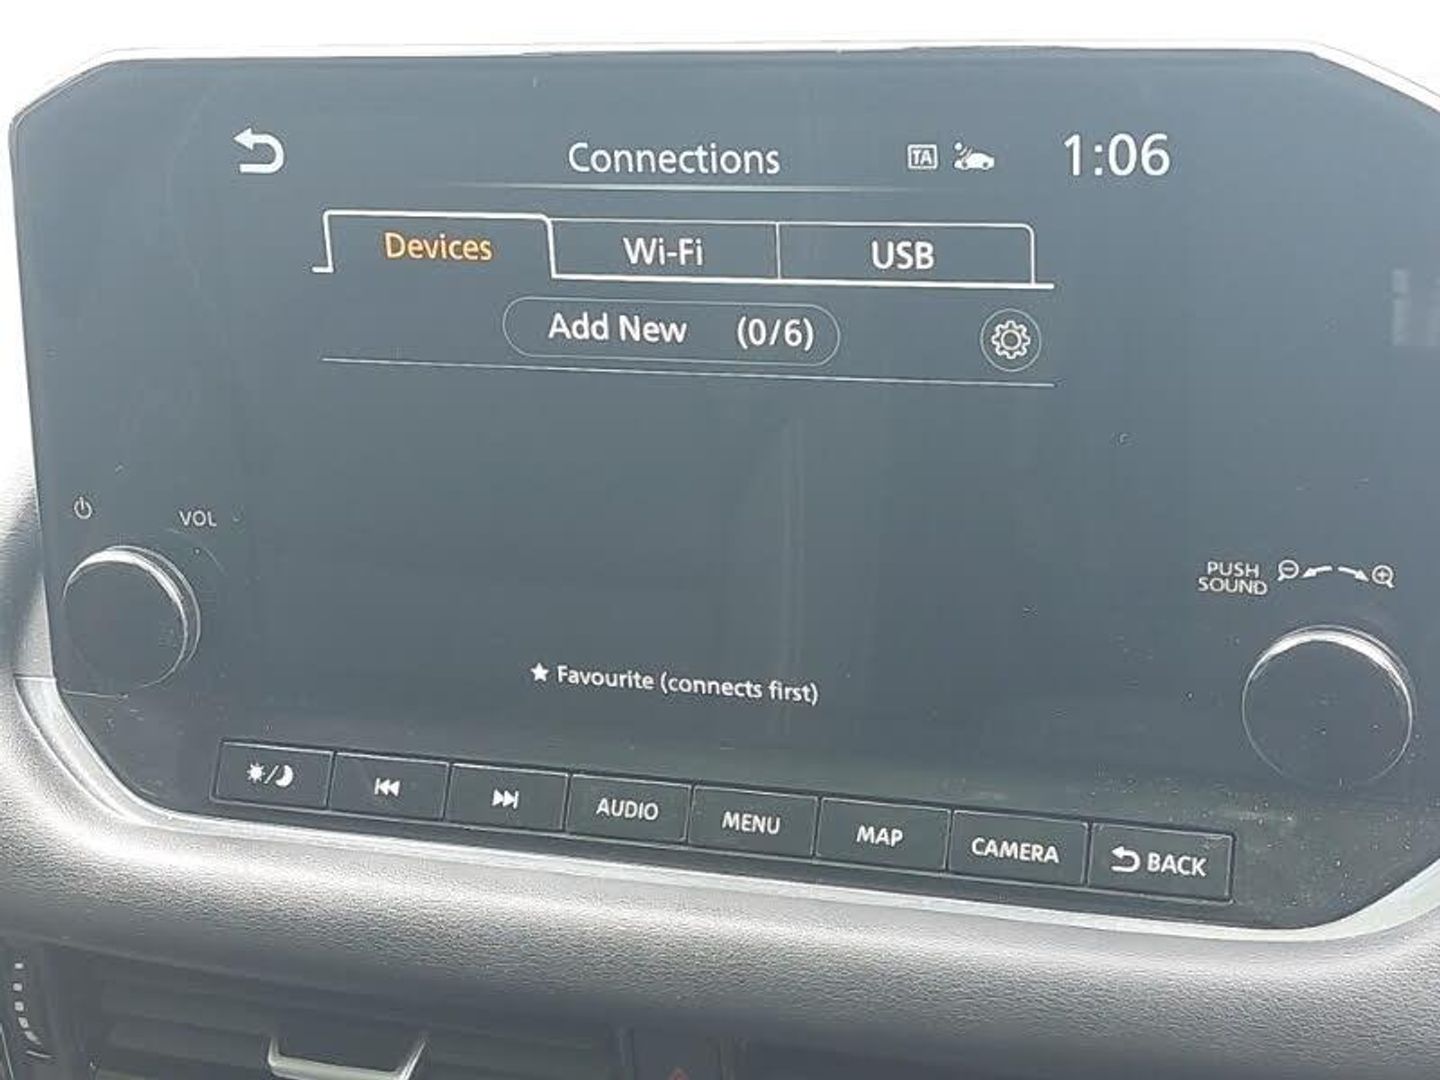 Connections TA 1:06
Devices Wi-Fi USB
Add New (0/6)
VOL
PUSH
SOUND
★ Favourite (connects first)
AUDIO MENU MAP CAMERA BACK